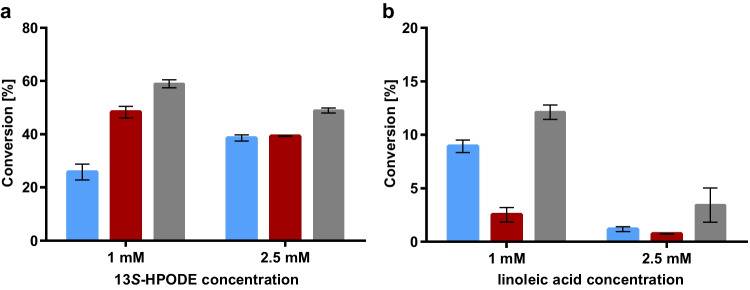 a
Conversion [%]
80
60
40
20
0
1 mM
2.5 mM
13S-HPODE concentration
b
Conversion [%]
20
15
10
5
0
1 mM
2.5 mM
linoleic acid concentration